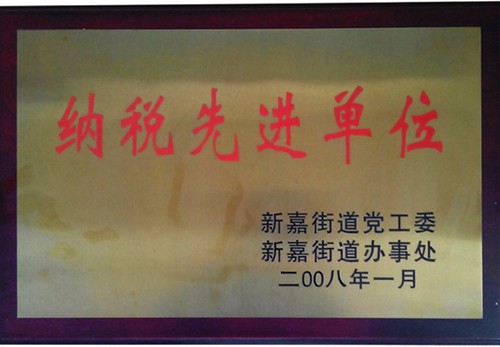 纳税先进单位
新嘉街道党工委
新嘉街道办事处
二00八年一月